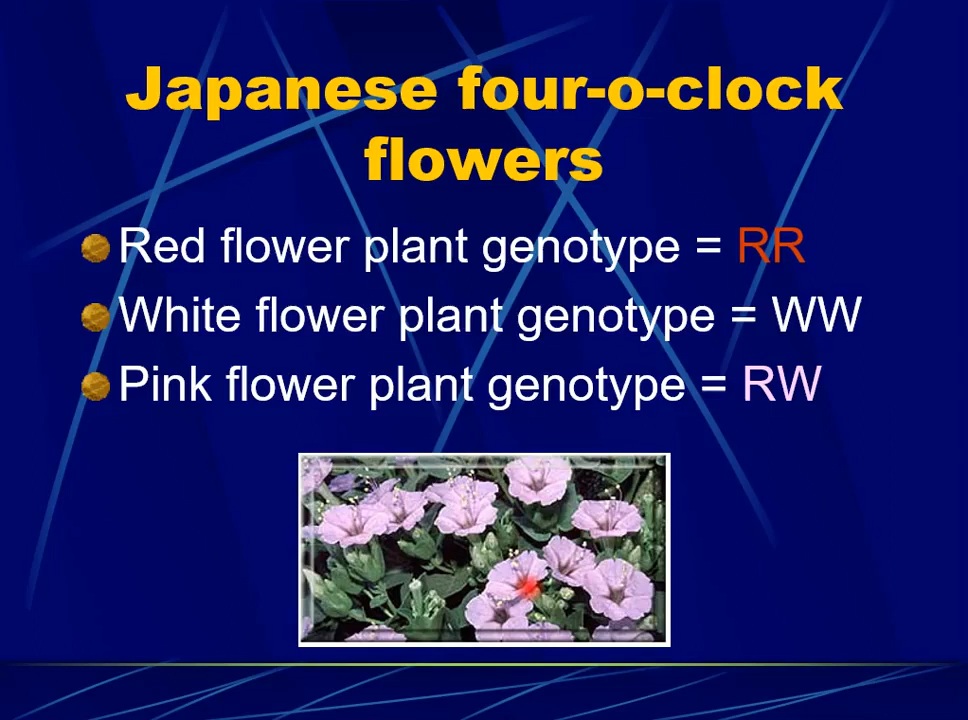 Japanese four-o-clock
flowers
Red flower plant genotype = RR
White flower plant genotype = WW
Pink flower plant genotype = RW